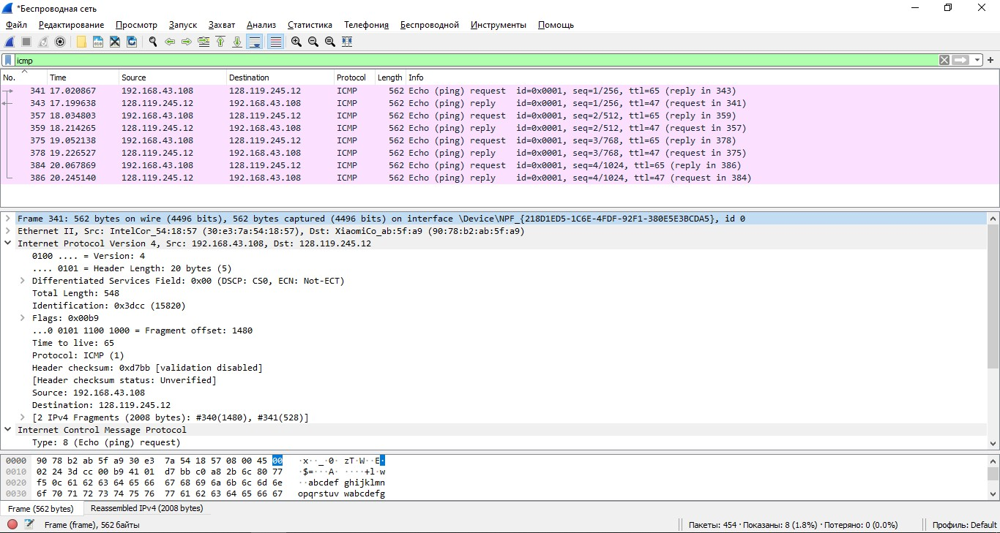 *Беспроводная сеть
Файл Редактирование Просмотр Запуск Захват Анализ Статистика Телефония Беспроводной Инструменты Помощь
icmp
No. Time Source Destination Protocol Length Info
341 17.020867 192.168.43.108 128.119.245.12 ICMP 562 Echo (ping) request id=0x0001, seq=1/256, ttl=65 (reply in 343)
343 17.199638 128.119.245.12 192.168.43.108 ICMP 562 Echo (ping) reply id=0x0001, seq=1/256, ttl=47 (request in 341)
357 18.034803 192.168.43.108 128.119.245.12 ICMP 562 Echo (ping) request id=0x0001, seq=2/512, ttl=65 (reply in 359)
359 18.214265 128.119.245.12 192.168.43.108 ICMP 562 Echo (ping) reply id=0x0001, seq=2/512, ttl=47 (request in 357)
375 19.052138 192.168.43.108 128.119.245.12 ICMP 562 Echo (ping) request id=0x0001, seq=3/768, ttl=65 (reply in 378)
378 19.226527 128.119.245.12 192.168.43.108 ICMP 562 Echo (ping) reply id=0x0001, seq=3/768, ttl=47 (request in 375)
384 20.067869 192.168.43.108 128.119.245.12 ICMP 562 Echo (ping) request id=0x0001, seq=4/1024, ttl=65 (reply in 386)
386 20.245140 128.119.245.12 192.168.43.108 ICMP 562 Echo (ping) reply id=0x0001, seq=4/1024, ttl=47 (request in 384)
Frame 341: 562 bytes on wire (4496 bits), 562 bytes captured (4496 bits) on interface \Device\NPF_{218D1ED5-1C6E-4FDF-92F1-380E5E3BCDA5}, id 0
Ethernet II, Src: IntelCor_54:18:57 (30:e3:7a:54:18:57), Dst: XiaomiCo_ab:5f:a9 (90:78:b2:ab:5f:a9)
Internet Protocol Version 4, Src: 192.168.43.108, Dst: 128.119.245.12
0100 .... = Version: 4
.... 0101 = Header Length: 20 bytes (5)
Differentiated Services Field: 0x00 (DSCP: CS0, ECN: Not-ECT)
Total Length: 548
Identification: 0x3dcc (15820)
Flags: 0x00b9
...0 0101 1100 1000 = Fragment offset: 1480
Time to live: 65
Protocol: ICMP (1)
Header checksum: 0xd7bb [validation disabled]
[Header checksum status: Unverified]
Source: 192.168.43.108
Destination: 128.119.245.12
[2 IPv4 Fragments (2008 bytes): #340(1480), #341(528)]
Internet Control Message Protocol
Type: 8 (Echo (ping) request)
0000 90 78 b2 ab 5f a9 30 e3 7a 54 18 57 08 00 45 00 ·x··_·0· zT·W··E·
0010 02 24 3d cc 00 b9 41 01 d7 bb c0 a8 2b 6c 80 77 ·$=···A· ····+l·w
0020 f5 0c 61 62 63 64 65 66 67 68 69 6a 6b 6c 6d 6e ··abcdef ghijklmn
0030 6f 70 71 72 73 74 75 76 77 61 62 63 64 65 66 67 opqrstuv wabcdefg
Frame (562 bytes) Reassembled IPv4 (2008 bytes)
Frame (frame), 562 байты Пакеты: 454 · Показаны: 8 (1.8%) · Потеряно: 0 (0.0%) Профиль: Default